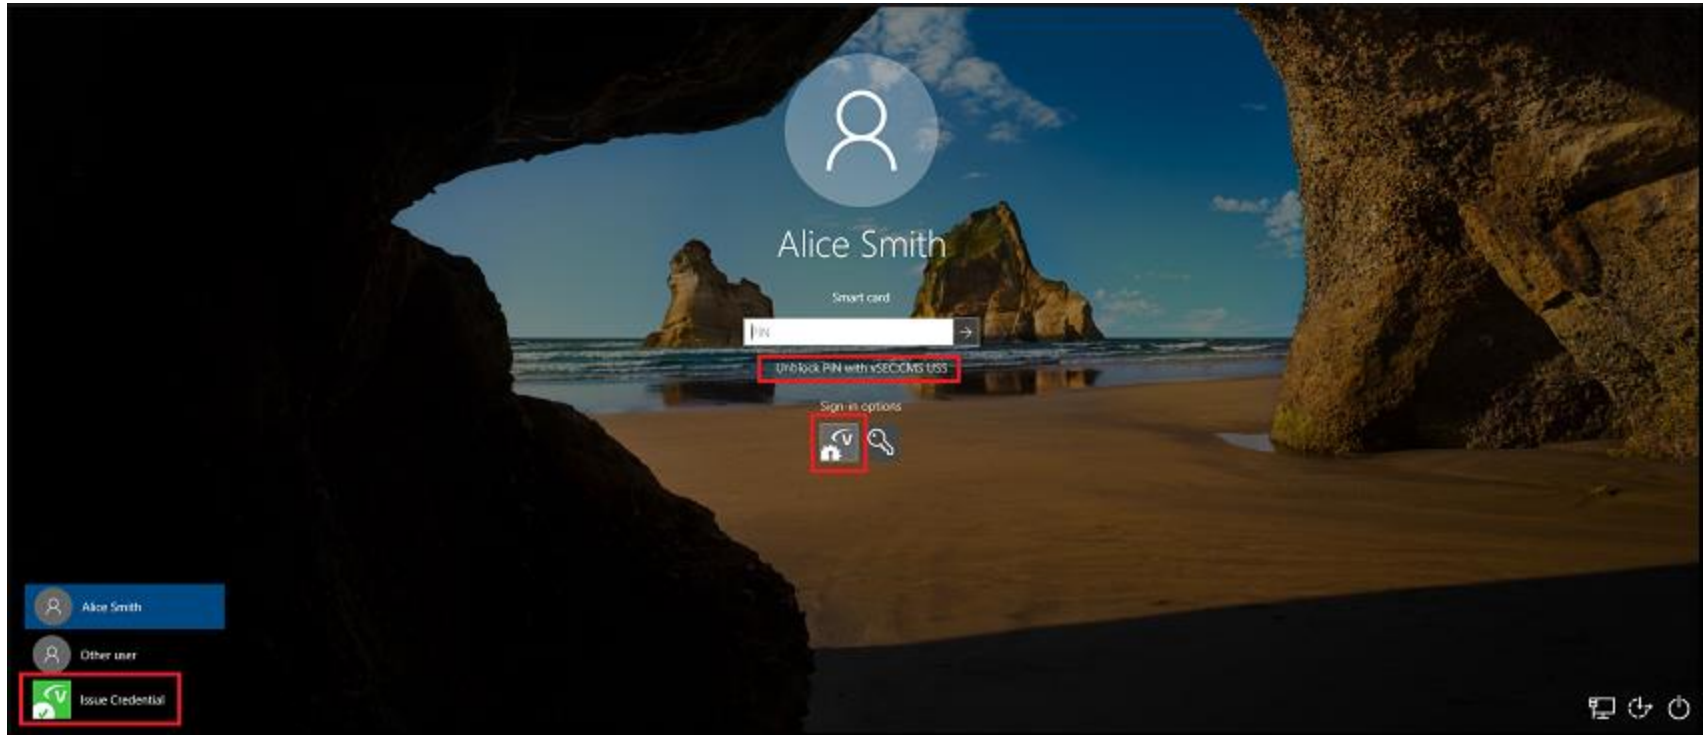 Alice Smith
Smart card
PIN
Unblock PIN with vSEC:CMS USS
Sign-in options
Alice Smith
Other user
Issue Credential